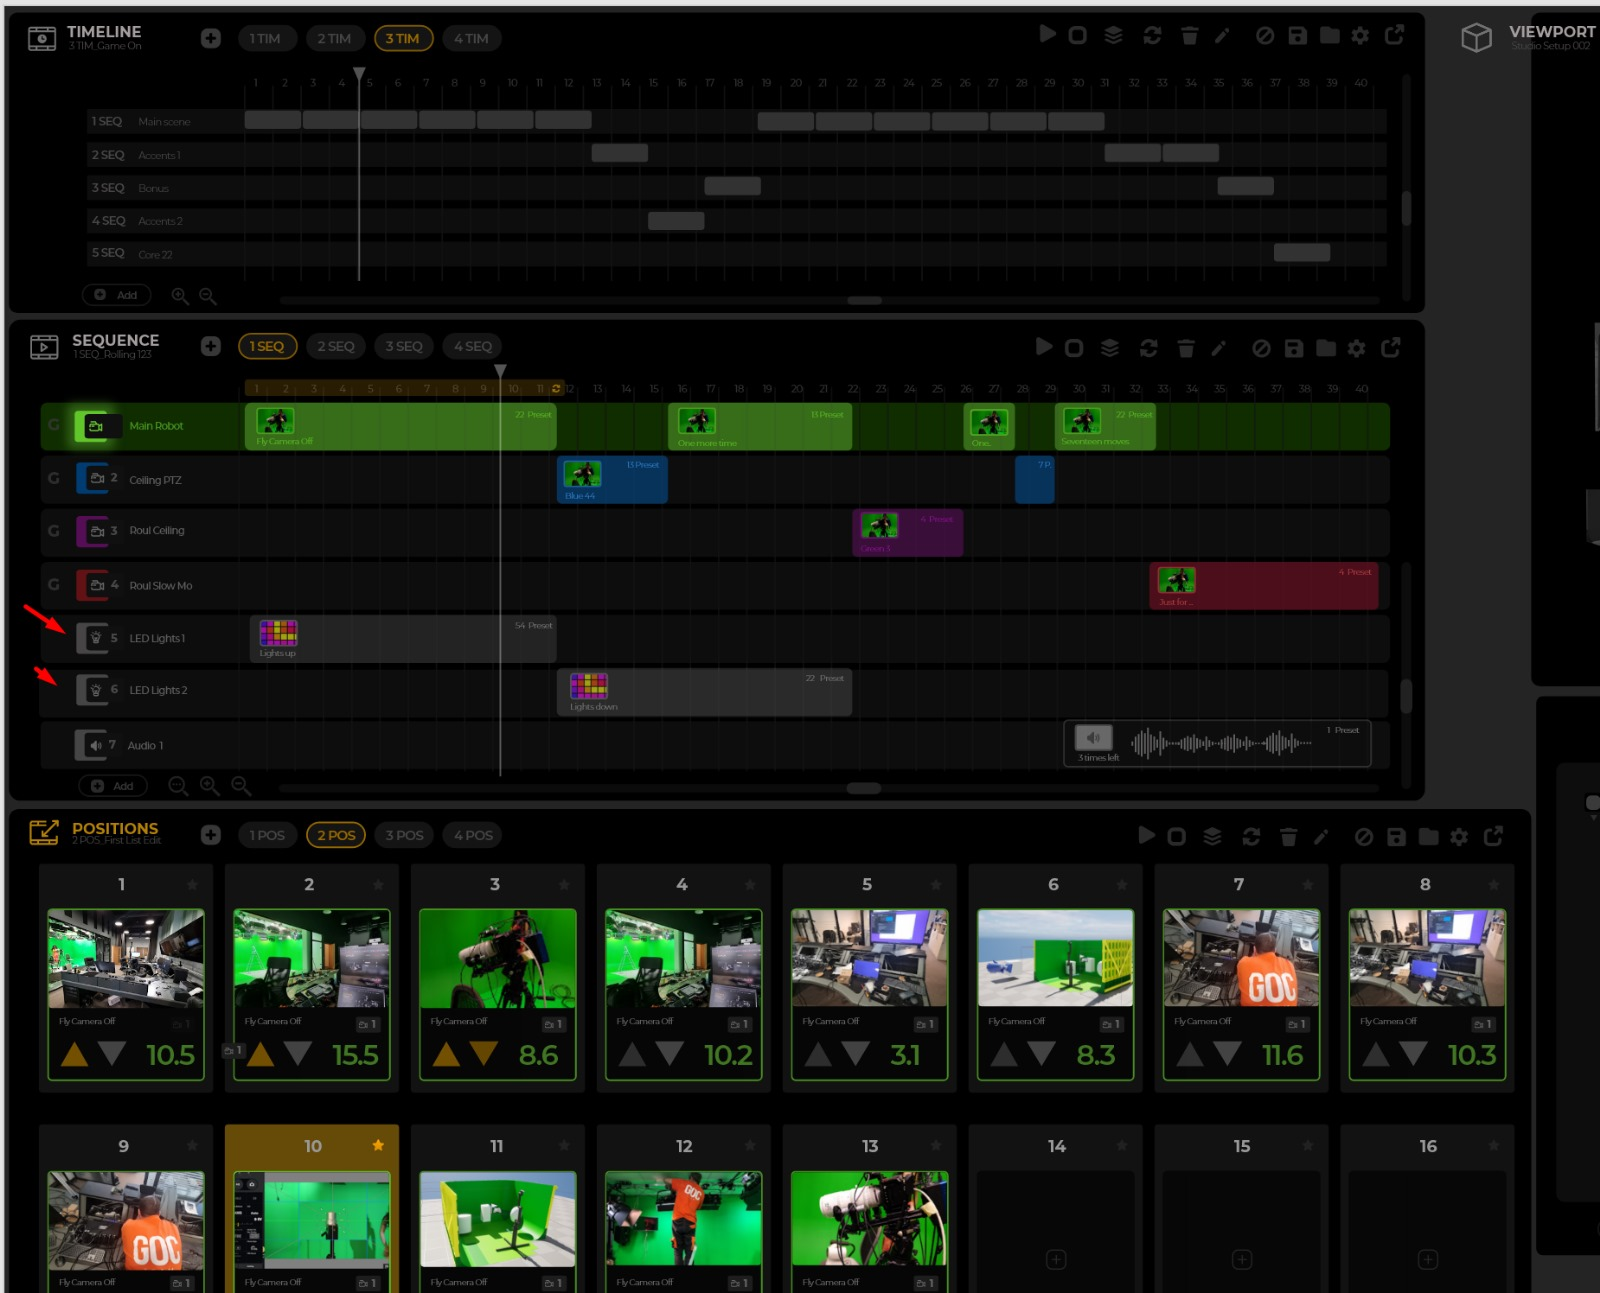 TIMELINE
3 TIM_Game On
1 TIM 2 TIM 3 TIM 4 TIM
VIEWPORT
Studio Setup 002
1 2 3 4 5 6 7 8 9 10 11 12 13 14 15 16 17 18 19 20 21 22 23 24 25 26 27 28 29 30 31 32 33 34 35 36 37 38 39 40
1 SEQ Main scene
2 SEQ Accents 1
3 SEQ Bonus
4 SEQ Accents 2
5 SEQ Core 22
Add
SEQUENCE
1 SEQ_Rolling 123
1 SEQ 2 SEQ 3 SEQ 4 SEQ
1 2 3 4 5 6 7 8 9 10 11 12 13 14 15 16 17 18 19 20 21 22 23 24 25 26 27 28 29 30 31 32 33 34 35 36 37 38 39 40
G Main Robot
22 Preset
Fly Camera Off
13 Preset
One more time
One..
22 Preset
Seventeen moves
G 2 Ceiling PTZ
13 Preset
Blue 44
7 P.
G 3 Roul Ceiling
4 Preset
Green 3
G 4 Roul Slow Mo
4 Preset
Just for...
5 LED Lights 1
54 Preset
Lights up
6 LED Lights 2
22 Preset
Lights down
7 Audio 1
1 Preset
3 times left
Add
POSITIONS
2 POS_First List Edit
1 POS 2 POS 3 POS 4 POS
1 2 3 4 5 6 7 8
GOC
Fly Camera Off 1 Fly Camera Off 1 Fly Camera Off 1 Fly Camera Off 1 Fly Camera Off 1 Fly Camera Off 1 Fly Camera Off 1 Fly Camera Off 1
10.5 1 15.5 8.6 10.2 3.1 8.3 11.6 10.3
9 10 11 12 13 14 15 16
GOC
GOC
Fly Camera Off 1 Fly Camera Off 1 Fly Camera Off 1 Fly Camera Off 1 Fly Camera Off 1